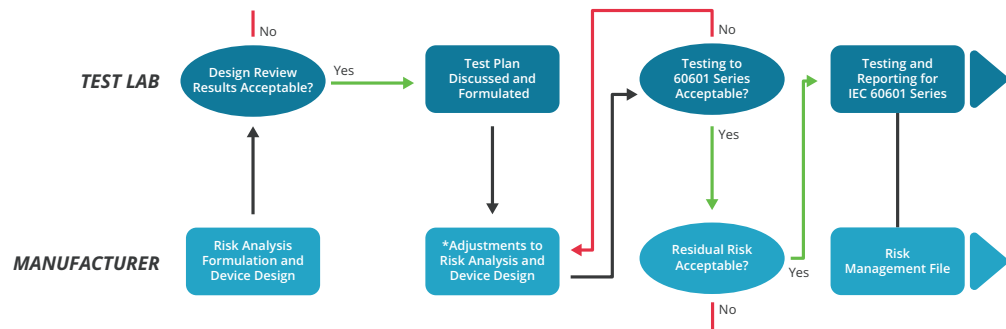 No
No
TEST LAB
Design Review
Results Acceptable?
Yes
Test Plan
Discussed and
Formulated
Testing to
60601 Series
Acceptable?
Yes
Testing and
Reporting for
IEC 60601 Series
MANUFACTURER
Risk Analysis
Formulation and
Device Design
*Adjustments to
Risk Analysis and
Device Design
Residual Risk
Acceptable?
Yes
Risk
Management File
No